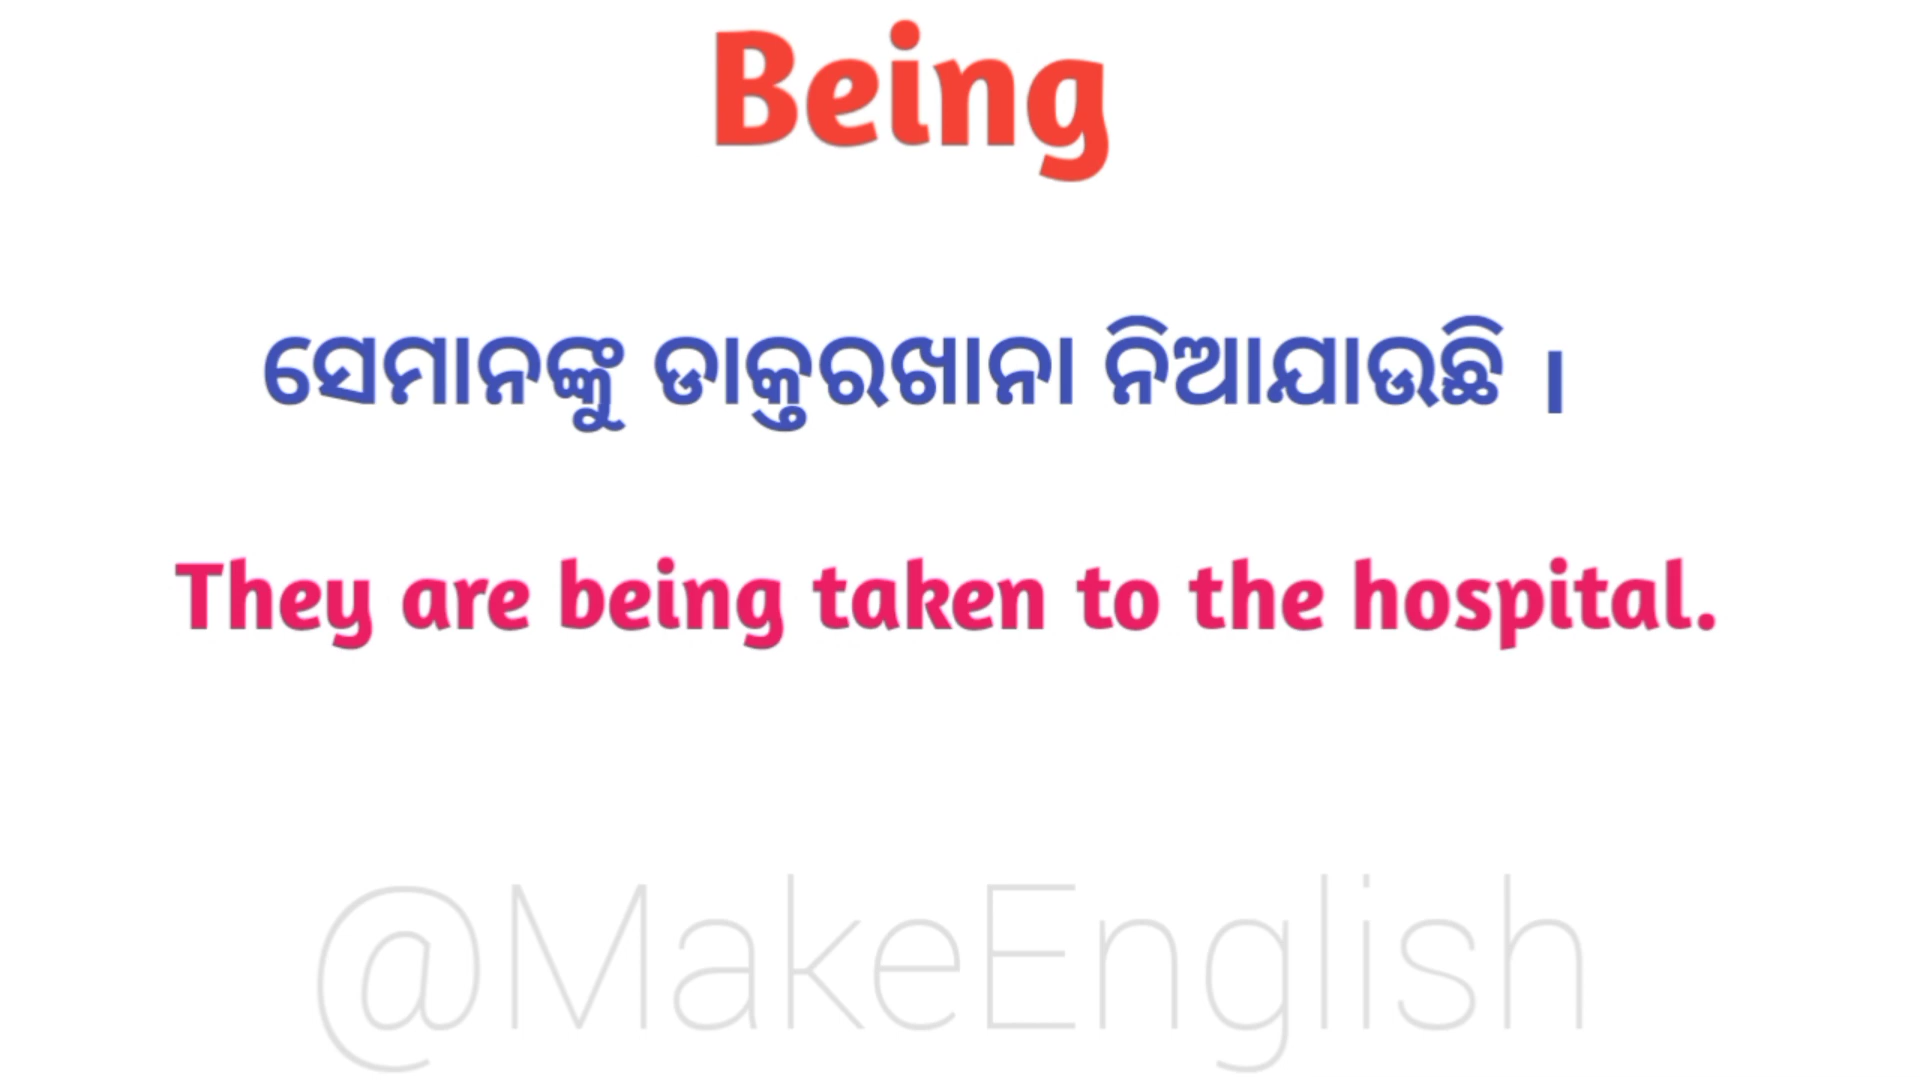 Being
ସେମାନଙ୍କୁ ଡାକ୍ତରଖାନା ନିଆଯାଉଛି ।
They are being taken to the hospital.
@MakeEnglish